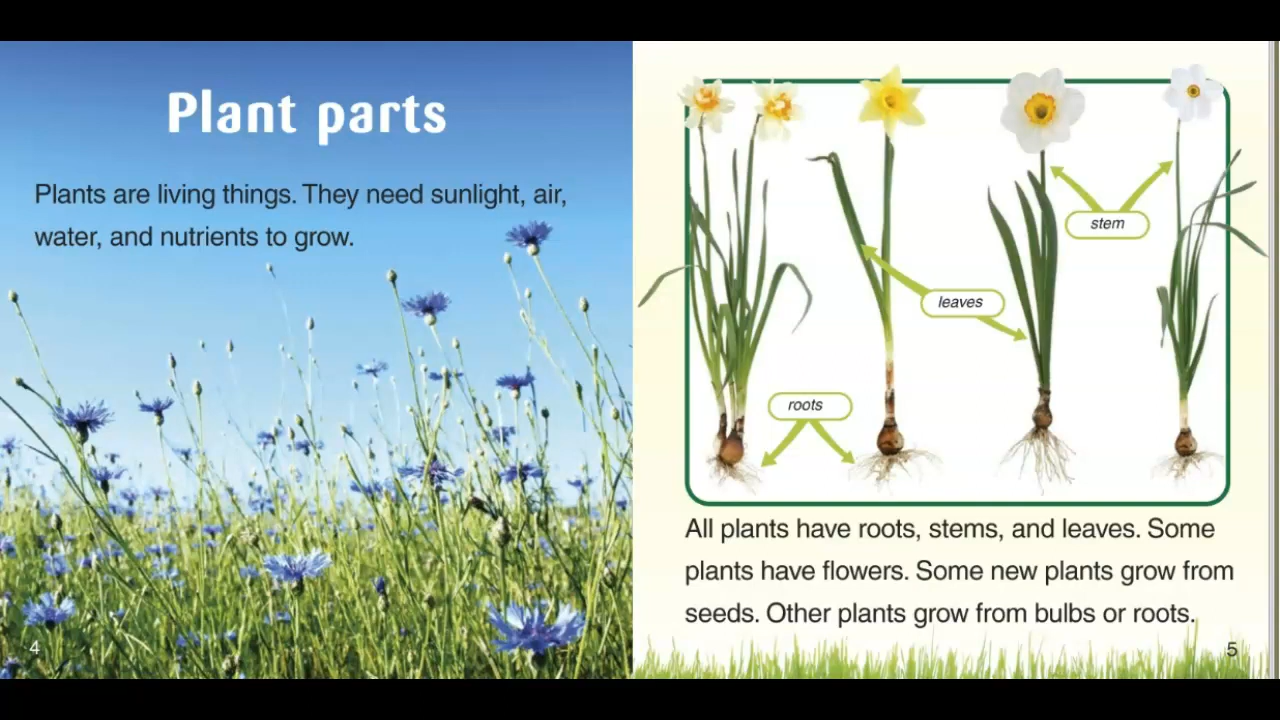 Plant parts
Plants are living things. They need sunlight, air,
water, and nutrients to grow.
4
stem
leaves
roots
All plants have roots, stems, and leaves. Some
plants have flowers. Some new plants grow from
seeds. Other plants grow from bulbs or roots.
5